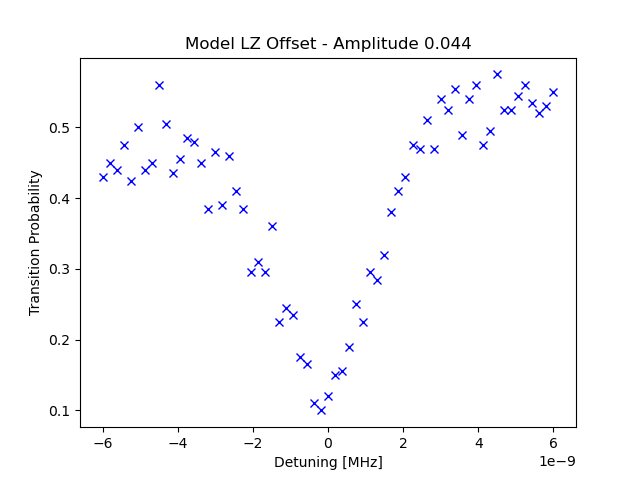 Model LZ Offset - Amplitude 0.044
Transition Probability
0.5
0.4
0.3
0.2
0.1
−6 −4 −2 0 2 4 6
1e−9
Detuning [MHz]